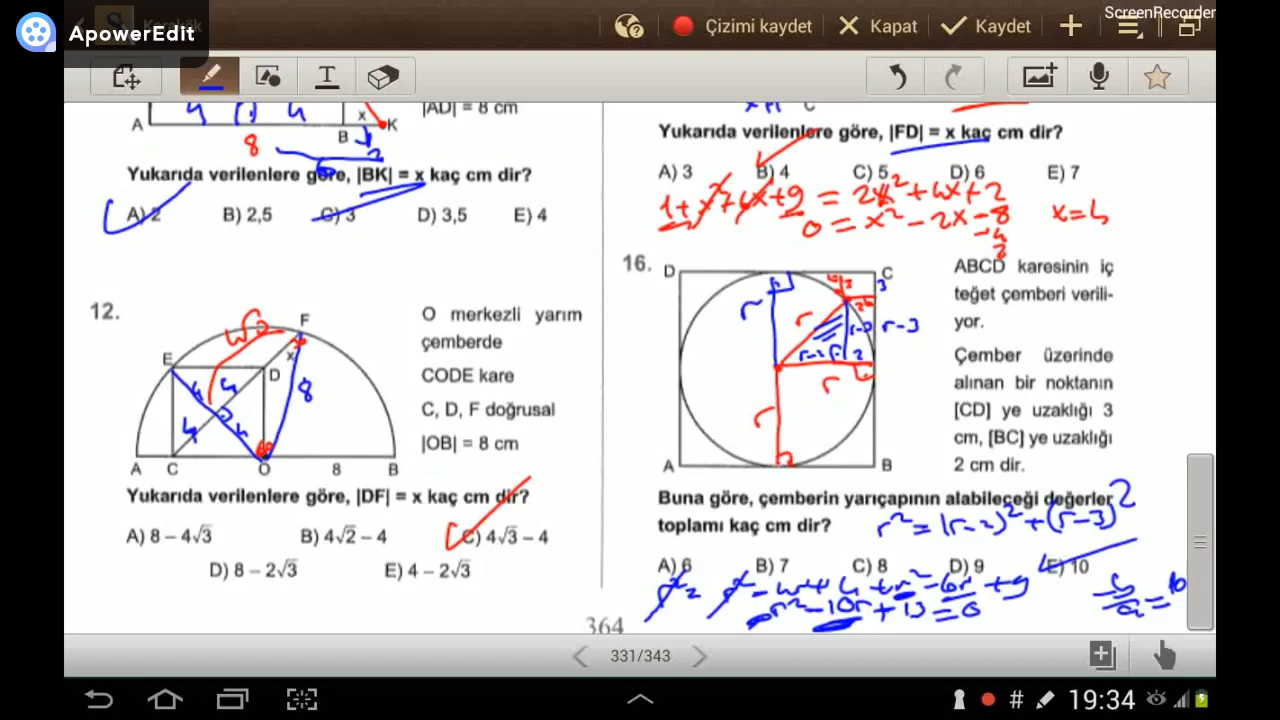 ApowerEdit
Çizimi kaydet
Kapat
Kaydet
ScreenRecorder
A
8
B
x
K
|AD| = 8 cm
Yukarıda verilenlere göre, |BK| = x kaç cm dir?
A) 2 B) 2,5 C) 3 D) 3,5 E) 4
12.
E F D x A C O 8 B
O merkezli yarım
çemberde
CODE kare
C, D, F doğrusal
|OB| = 8 cm
Yukarıda verilenlere göre, |DF| = x kaç cm dir?
A) 8 – 4√3 B) 4√2 – 4 C) 4√3 – 4
D) 8 – 2√3 E) 4 – 2√3
Yukarıda verilenlere göre, |FD| = x kaç cm dir?
A) 3 B) 4 C) 5 D) 6 E) 7
0 = x² - 2x - 8
16.
D C A B
r r r r
r-3
ABCD karesinin iç
teğet çemberi verili-
yor.
Çember üzerinde
alınan bir noktanın
[CD] ye uzaklığı 3
cm, [BC] ye uzaklığı
2 cm dir.
Buna göre, çemberin yarıçapının alabileceği değerler
toplamı kaç cm dir?
r² = (r-2)² + (r-3)²
A) 6 B) 7 C) 8 D) 9 E) 10
r² - 10r + 13 = 0
364
331/343
19:34